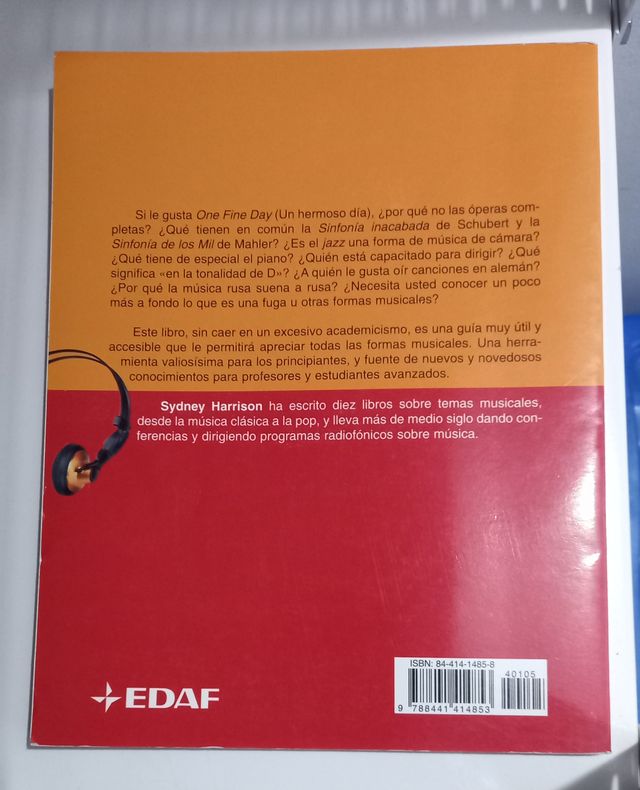 Si le gusta One Fine Day (Un hermoso día), ¿por qué no las óperas com-
pletas? ¿Qué tienen en común la Sinfonía inacabada de Schubert y la
Sinfonía de los Mil de Mahler? ¿Es el jazz una forma de música de cámara?
¿Qué tiene de especial el piano? ¿Quién está capacitado para dirigir? ¿Qué
significa «en la tonalidad de D»? ¿A quién le gusta oír canciones en alemán?
¿Por qué la música rusa suena a rusa? ¿Necesita usted conocer un poco
más a fondo lo que es una fuga u otras formas musicales?
Este libro, sin caer en un excesivo academicismo, es una guía muy útil y
accesible que le permitirá apreciar todas las formas musicales. Una herra-
mienta valiosísima para los principiantes, y fuente de nuevos y novedosos
conocimientos para profesores y estudiantes avanzados.
Sydney Harrison ha escrito diez libros sobre temas musicales,
desde la música clásica a la pop, y lleva más de medio siglo dando con-
ferencias y dirigiendo programas radiofónicos sobre música.
EDAF
ISBN: 84-414-1485-8
40105
9 788441 414853